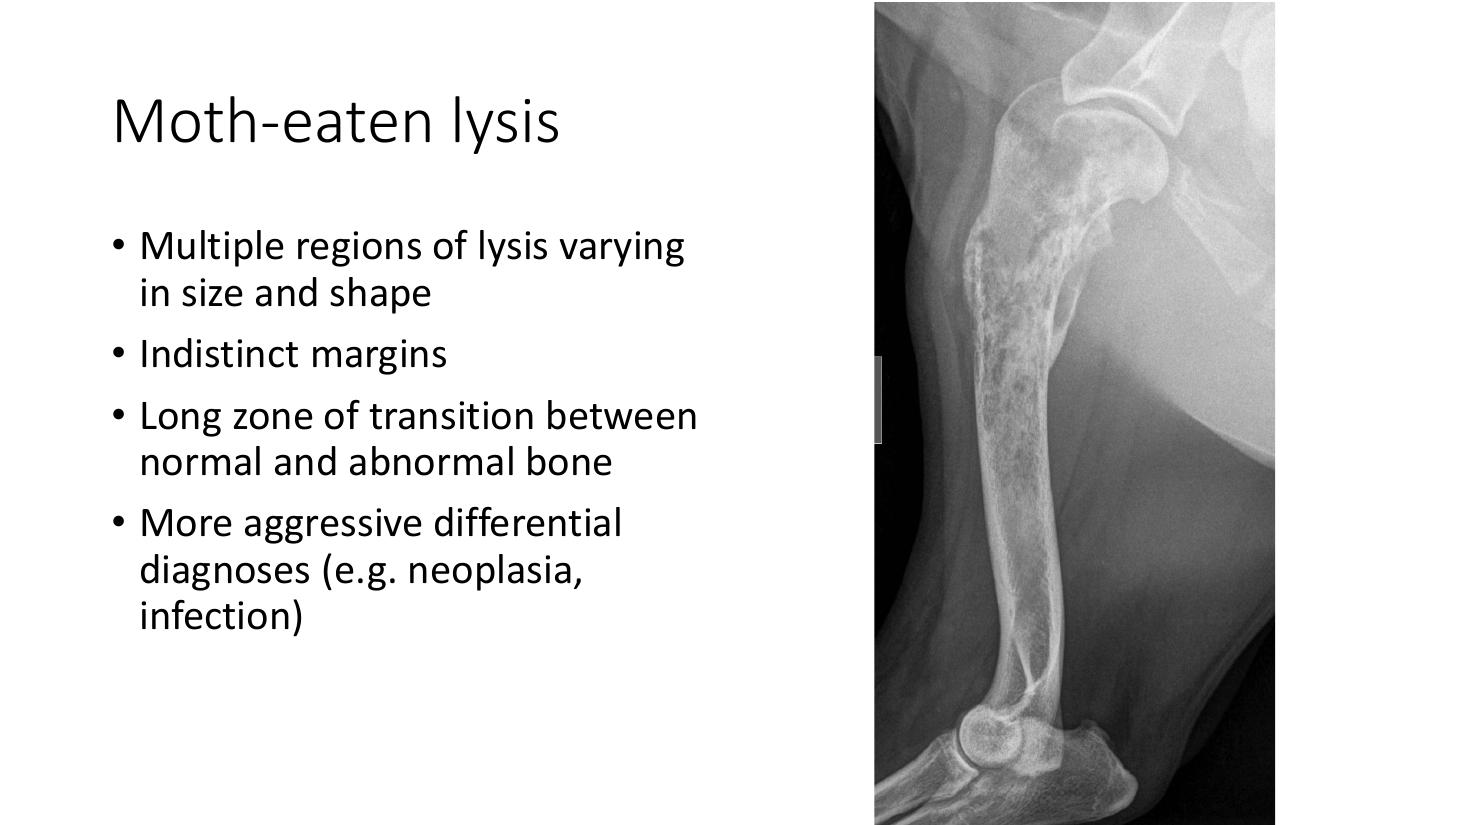 Moth-eaten lysis
• Multiple regions of lysis varying
in size and shape
• Indistinct margins
• Long zone of transition between
normal and abnormal bone
• More aggressive differential
diagnoses (e.g. neoplasia,
infection)